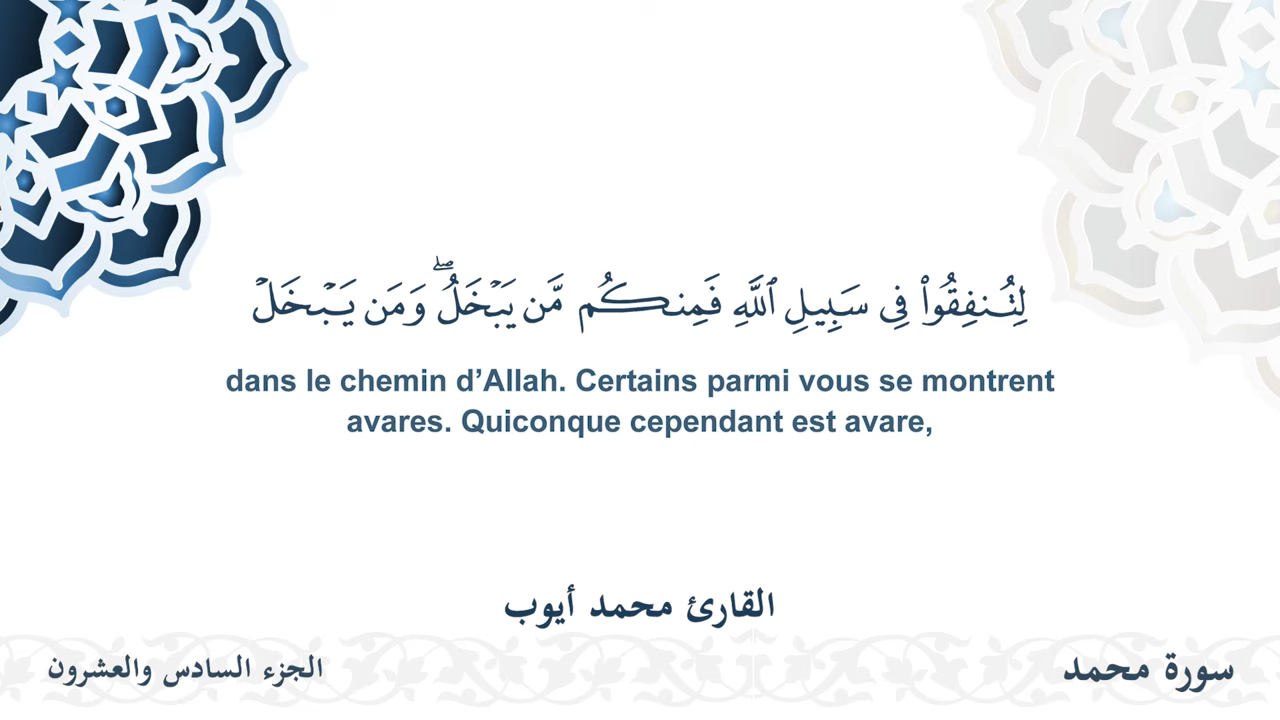 لِتُنفِقُوا۟ فِى سَبِيلِ ٱللَّهِ فَمِنكُم مَّن يَبْخَلُ ۖ وَمَن يَبْخَلْ
dans le chemin d’Allah. Certains parmi vous se montrent
avares. Quiconque cependant est avare,
القارئ محمد أيوب
سورة محمد
الجزء السادس والعشرون